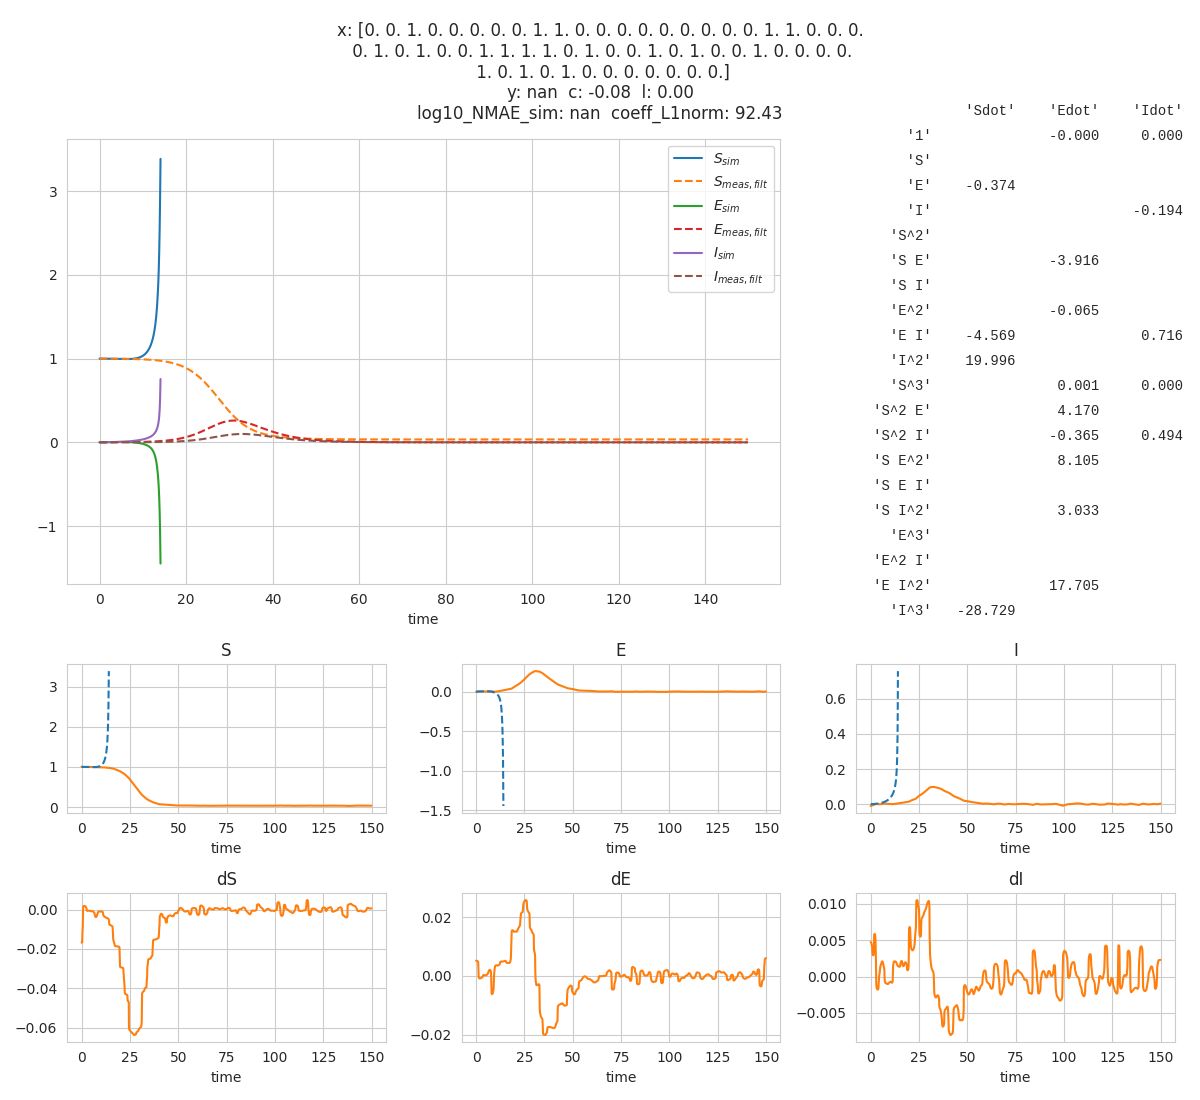 x: [0. 0. 1. 0. 0. 0. 0. 0. 1. 1. 0. 0. 0. 0. 0. 0. 0. 0. 0. 1. 1. 0. 0. 0.
0. 1. 0. 1. 0. 0. 1. 1. 1. 1. 0. 1. 0. 0. 1. 0. 1. 0. 0. 1. 0. 0. 0. 0.
1. 0. 1. 0. 1. 0. 0. 0. 0. 0. 0. 0.]
y: nan c: -0.08 l: 0.00
log10_NMAE_sim: nan coeff_L1norm: 92.43
S_sim
S_meas,filt
E_sim
E_meas,filt
I_sim
I_meas,filt
3
2
1
0
−1
0 20 40 60 80 100 120 140
time
'Sdot' 'Edot' 'Idot'
'1' -0.000 0.000
'S'
'E' -0.374
'I' -0.194
'S^2'
'S E' -3.916
'S I'
'E^2' -0.065
'E I' -4.569 0.716
'I^2' 19.996
'S^3' 0.001 0.000
'S^2 E' 4.170
'S^2 I' -0.365 0.494
'S E^2' 8.105
'S E I'
'S I^2' 3.033
'E^3'
'E^2 I'
'E I^2' 17.705
'I^3' -28.729
S
3
2
1
0
0 25 50 75 100 125 150
time
E
0.0
−0.5
−1.0
−1.5
0 25 50 75 100 125 150
time
I
0.6
0.4
0.2
0.0
0 25 50 75 100 125 150
time
dS
0.00
−0.02
−0.04
−0.06
0 25 50 75 100 125 150
time
dE
0.02
0.00
−0.02
0 25 50 75 100 125 150
time
dI
0.010
0.005
0.000
−0.005
0 25 50 75 100 125 150
time